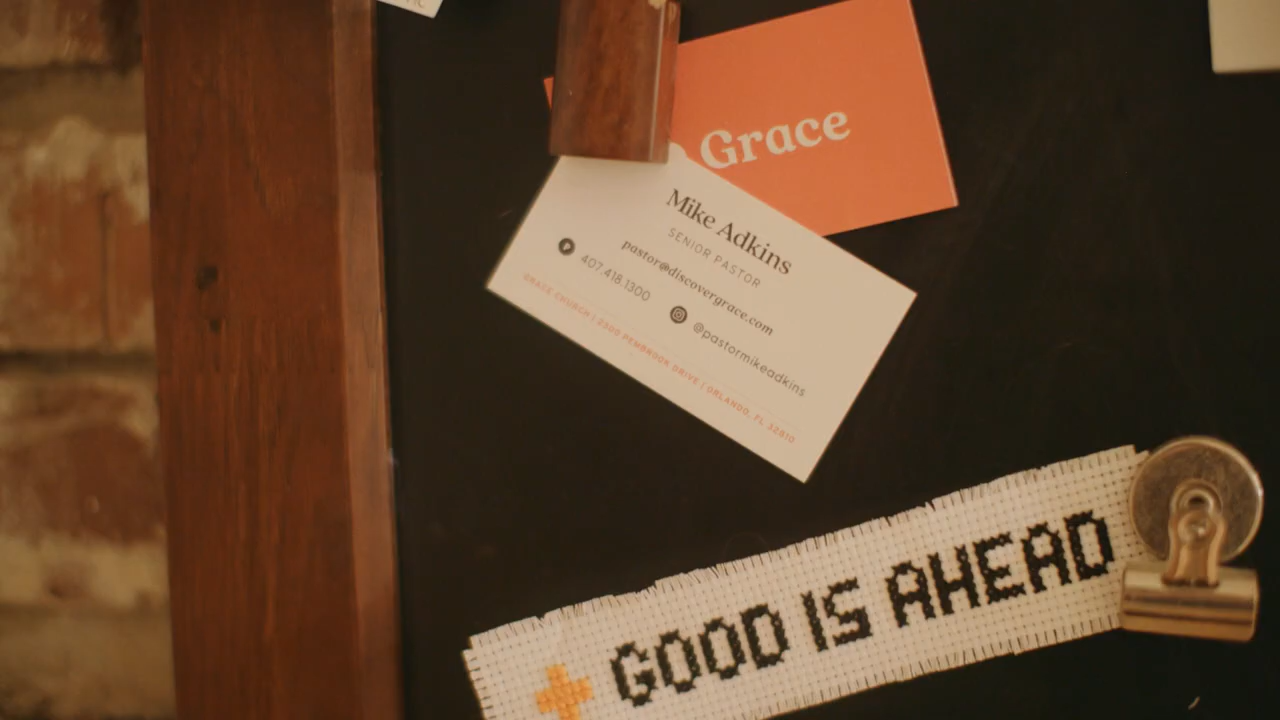 Grace
Mike Adkins
SENIOR PASTOR
pastor@discovergrace.com
407.418.1300
@pastormikeadkins
GRACE CHURCH | 2500 PEMBROOK DRIVE | ORLANDO, FL 32810
GOOD IS AHEAD